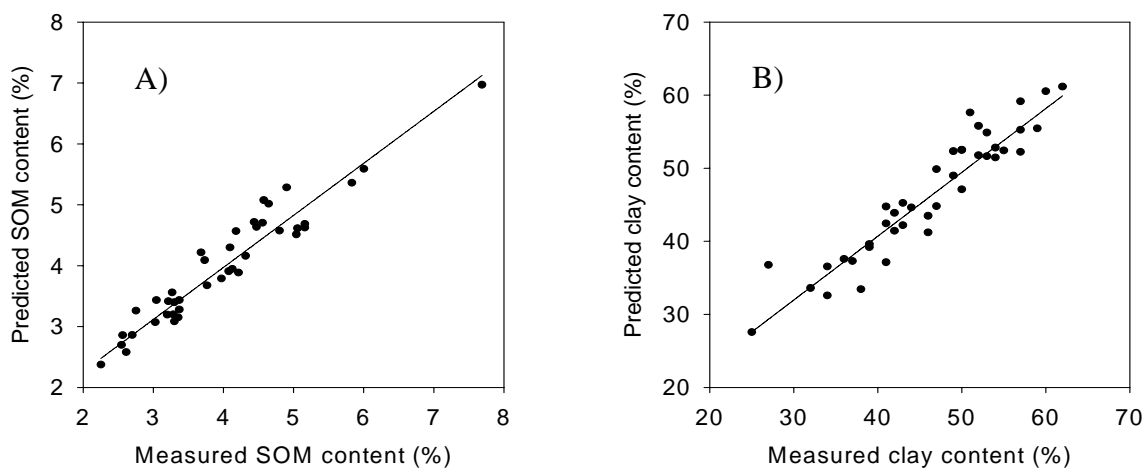 A)
Predicted SOM content (%)
8
7
6
5
4
3
2
2 3 4 5 6 7 8
Measured SOM content (%)
B)
Predicted clay content (%)
70
60
50
40
30
20
20 30 40 50 60 70
Measured clay content (%)